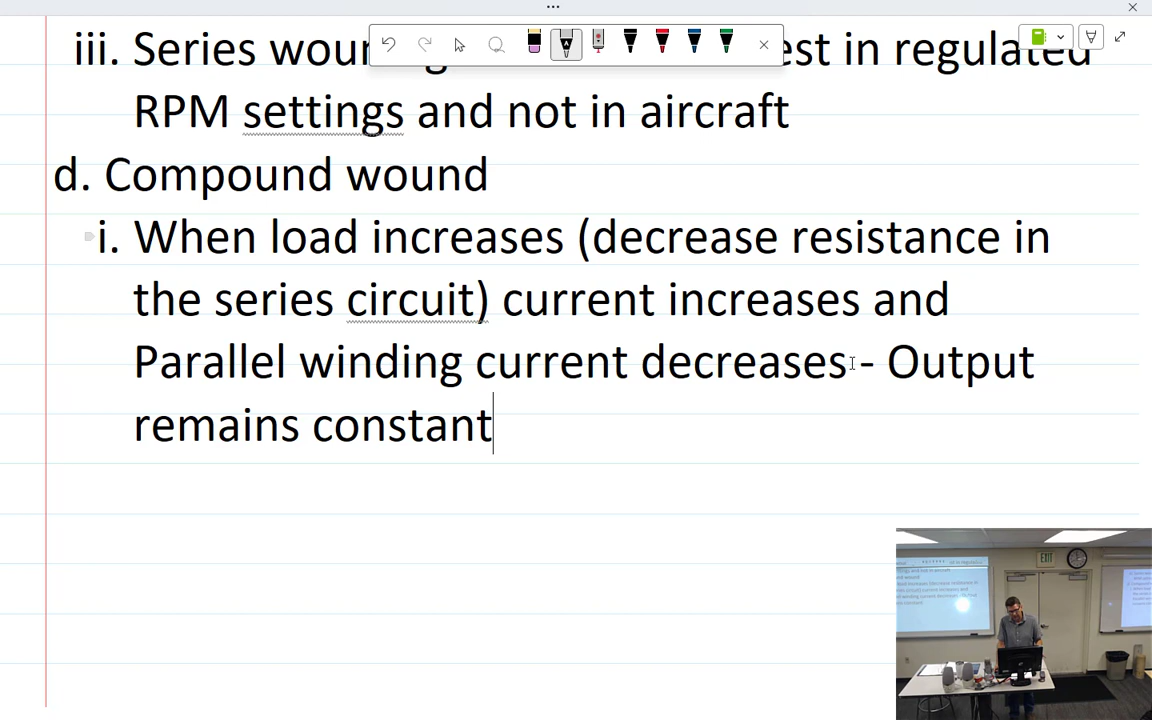 iii. Series woun est in regulated
RPM settings and not in aircraft
d. Compound wound
i. When load increases (decrease resistance in
the series circuit) current increases and
Parallel winding current decreases - Output
remains constant
EXIT